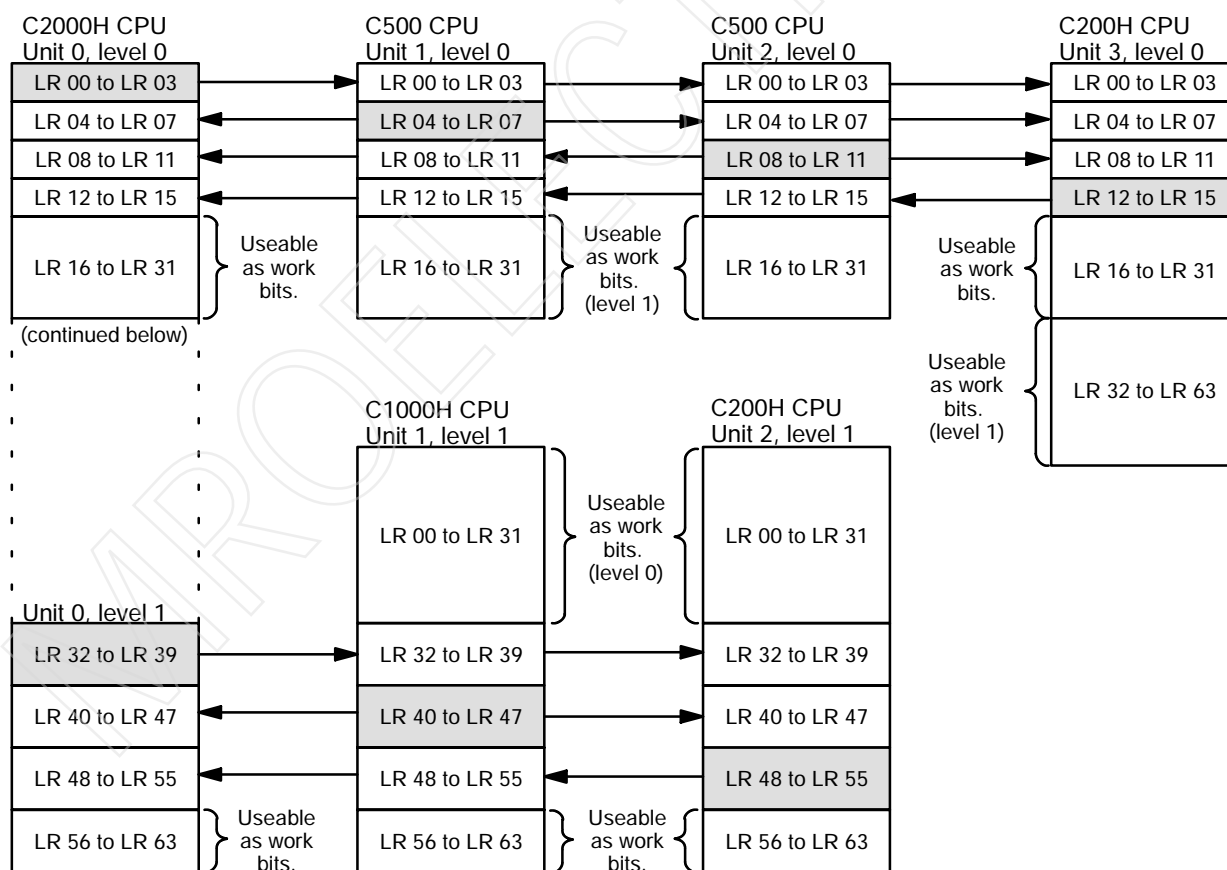 C2000H CPU
Unit 0, level 0
LR 00 to LR 03
LR 04 to LR 07
LR 08 to LR 11
LR 12 to LR 15
LR 16 to LR 31
(continued below)
Useable
as work
bits.
C500 CPU
Unit 1, level 0
LR 00 to LR 03
LR 04 to LR 07
LR 08 to LR 11
LR 12 to LR 15
LR 16 to LR 31
Useable
as work
bits.
(level 1)
C500 CPU
Unit 2, level 0
LR 00 to LR 03
LR 04 to LR 07
LR 08 to LR 11
LR 12 to LR 15
LR 16 to LR 31
C200H CPU
Unit 3, level 0
LR 00 to LR 03
LR 04 to LR 07
LR 08 to LR 11
LR 12 to LR 15
Useable
as work
bits.
LR 16 to LR 31
Useable
as work
bits.
(level 1)
LR 32 to LR 63
Unit 0, level 1
LR 32 to LR 39
LR 40 to LR 47
LR 48 to LR 55
LR 56 to LR 63
Useable
as work
bits.
C1000H CPU
Unit 1, level 1
LR 00 to LR 31
LR 32 to LR 39
LR 40 to LR 47
LR 48 to LR 55
LR 56 to LR 63
Useable
as work
bits.
(level 0)
Useable
as work
bits.
C200H CPU
Unit 2, level 1
LR 00 to LR 31
LR 32 to LR 39
LR 40 to LR 47
LR 48 to LR 55
LR 56 to LR 63